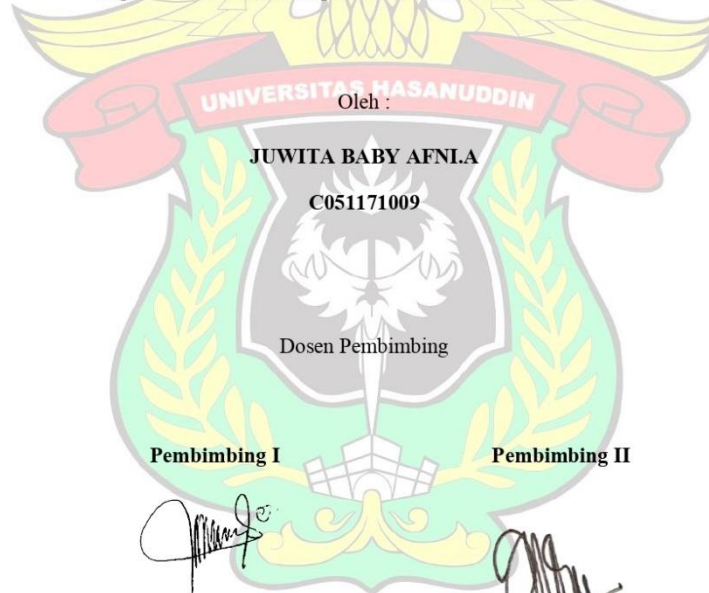 UNIVERSITAS HASANUDDIN
Oleh :
JUWITA BABY AFNI.A
C051171009
Dosen Pembimbing
Pembimbing I Pembimbing II